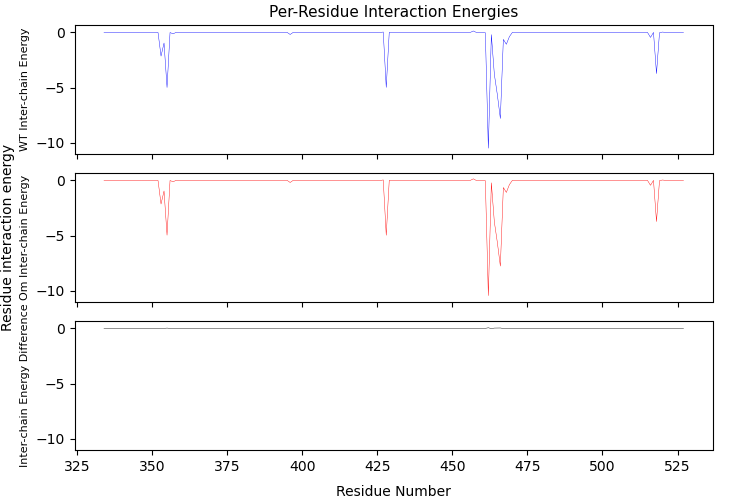 Per-Residue Interaction Energies
Residue interaction energy
WT Inter-chain Energy
0
−5
−10
Om Inter-chain Energy
0
−5
−10
Inter-chain Energy Difference
0
−5
−10
325 350 375 400 425 450 475 500 525
Residue Number